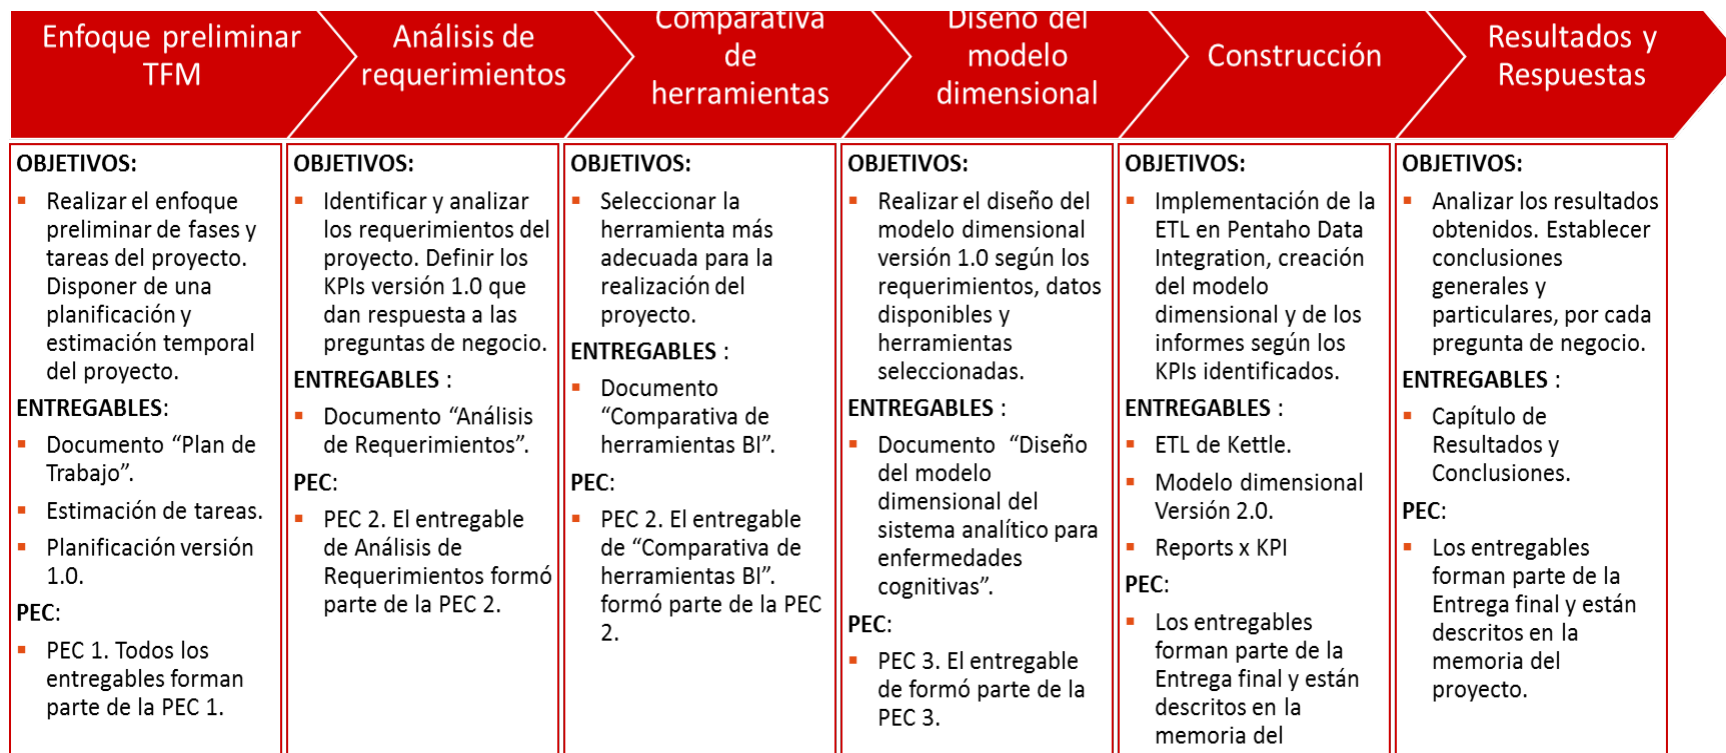 Enfoque preliminar
TFM
Análisis de
requerimientos
Comparativa
de
herramientas
Diseño del
modelo
dimensional
Construcción
Resultados y
Respuestas
OBJETIVOS:
Realizar el enfoque
preliminar de fases y
tareas del proyecto.
Disponer de una
planificación y
estimación temporal
del proyecto.
ENTREGABLES:
Documento “Plan de
Trabajo”.
Estimación de tareas.
Planificación versión
1.0.
PEC:
PEC 1. Todos los
entregables forman
parte de la PEC 1.
OBJETIVOS:
Identificar y analizar
los requerimientos del
proyecto. Definir los
KPIs versión 1.0 que
dan respuesta a las
preguntas de negocio.
ENTREGABLES :
Documento “Análisis
de Requerimientos”.
PEC:
PEC 2. El entregable
de Análisis de
Requerimientos formó
parte de la PEC 2.
OBJETIVOS:
Seleccionar la
herramienta más
adecuada para la
realización del
proyecto.
ENTREGABLES :
Documento
“Comparativa de
herramientas BI”.
PEC:
PEC 2. El entregable
de “Comparativa de
herramientas BI”.
formó parte de la PEC
2.
OBJETIVOS:
Realizar el diseño del
modelo dimensional
versión 1.0 según los
requerimientos, datos
disponibles y
herramientas
seleccionadas.
ENTREGABLES :
Documento “Diseño
del modelo
dimensional del
sistema analítico para
enfermedades
cognitivas”.
PEC:
PEC 3. El entregable
de formó parte de la
PEC 3.
OBJETIVOS:
Implementación de la
ETL en Pentaho Data
Integration, creación
del modelo
dimensional y de los
informes según los
KPIs identificados.
ENTREGABLES :
ETL de Kettle.
Modelo dimensional
Versión 2.0.
Reports x KPI
PEC:
Los entregables
forman parte de la
Entrega final y están
descritos en la
memoria del
OBJETIVOS:
Analizar los resultados
obtenidos. Establecer
conclusiones
generales y
particulares, por cada
pregunta de negocio.
ENTREGABLES :
Capítulo de
Resultados y
Conclusiones.
PEC:
Los entregables
forman parte de la
Entrega final y están
descritos en la
memoria del
proyecto.